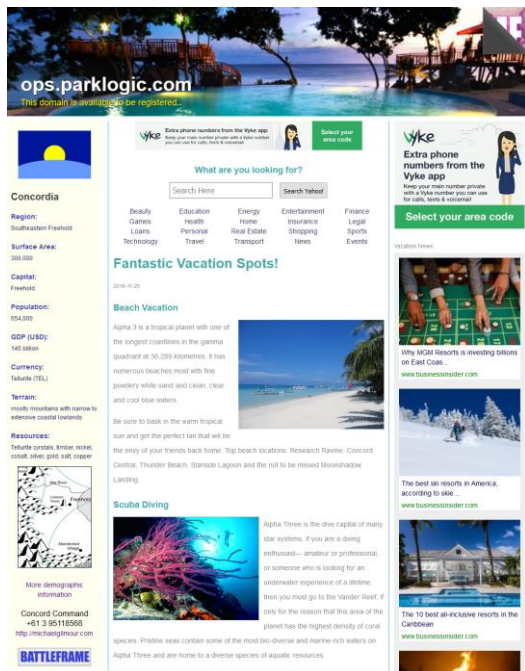 ops.parklogic.com
This domain is available to be registered..
Vyke
Extra phone numbers from the Vyke app
Keep your main number private with a Vyke number you can use for calls, texts & voicemail!
Select your
area code
What are you looking for?
Search Here
Search Yahoo!
Beauty Education Energy Entertainment Finance
Games Health Home Insurance Legal
Loans Personal Real Estate Shopping Sports
Technology Travel Transport News Events
Fantastic Vacation Spots!
Beach Vacation
Alpha 3 is a tropical planet with one of
the longest coastlines in the gamma
quadrant at 36,289 kilometres. It has
numerous beaches most with fine
powdery white sand and clean, clear
and cool blue waters.
Be sure to bask in the warm tropical
sun and get the perfect tan that will be
the envy of your friends back home. Top beach locations: Research Ravine, Concord
Central, Thunder Beach, Starside Lagoon and the not to be missed Moonshadow
Landing.
Scuba Diving
Alpha Three is the dive capital of many
star systems. if you are a diving
enthusiast— amateur or professional,
or someone who is looking for an
underwater experience of a lifetime,
then you must go to the Vander Reef. If
only for the reason that this area of the
planet has the highest density of coral
species. Pristine seas contain some of the most bio-diverse and marine-rich waters on
Alpha Three and are home to a diverse species of aquatic resources.
Concordia
Region:
Southeastern Freehold
Surface Area:
300,000
Capital:
Freehold
Population:
654,000
GDP (USD):
145 billion
Currency:
Tellurite (TEL)
Terrain:
mostly mountains with narrow to
extensive coastal lowlands
Resources:
Tellurite cyrstals, timber, nickel,
cobalt, silver, gold, salt, copper
Freehold
More demographic
information
Concord Command
+61 3 95118568
http://michaelgilmour.com
BATTLEFRAME
Vyke
Extra phone
numbers from the
Vyke app
Keep your main number private
with a Vyke number you can
use for calls, texts & voicemail!
Select your area code
Vacation News
Why MGM Resorts is investing billions
on East Coas...
www.businessinsider.com
The best ski resorts in America,
according to skie...
www.businessinsider.com
The 10 best all-inclusive resorts in the
Caribbean
www.businessinsider.com